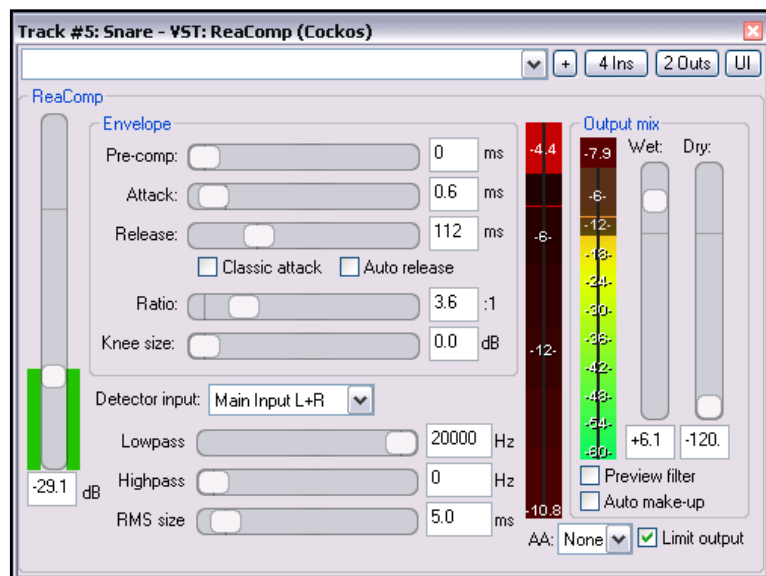 Track #5: Snare - VST: ReaComp (Cockos)
+ 4 Ins 2 Outs UI
ReaComp
Envelope
Pre-comp: 0 ms
Attack: 0.6 ms
Release: 112 ms
Classic attack Auto release
Ratio: 3.6 :1
Knee size: 0.0 dB
Detector input: Main Input L+R
Lowpass 20000 Hz
Highpass 0 Hz
RMS size 5.0 ms
-29.1 dB
-4.4
-6-
-12-
-10.8
Output mix
Wet: Dry:
-7.9
-6-
-12-
-18-
-24-
-30-
-36-
-42-
-48-
-54-
-60-
+6.1 -120.
Preview filter
Auto make-up
AA: None Limit output